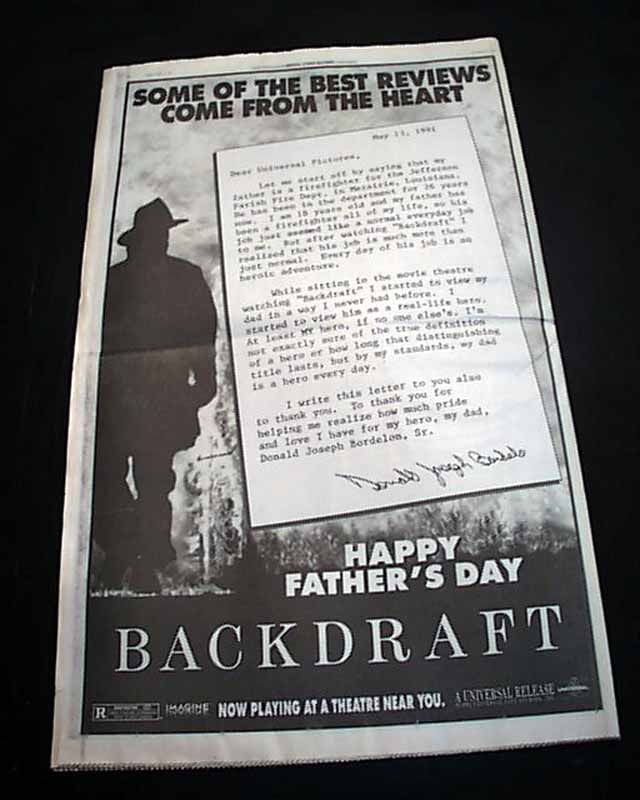 SOME OF THE BEST REVIEWS
COME FROM THE HEART
May 13, 1991
Dear Universal Pictures,
Let me start off by saying that my
father is a firefighter for the Jefferson
Parish Fire Dept. in Metairie, Louisiana.
He has been in the department for 26 years
now. I am 18 years old and my father has
been a firefighter all of my life, so his
job just seemed like a normal everyday job
to me. But after watching "Backdraft" I
realized that his job is much more than
just normal. Every day of his job is an
heroic adventure.
While sitting in the movie theatre
watching "Backdraft" I started to view my
dad in a way I never had before. I
started to view him as a real-life hero.
At least MY hero, if no one else's. I'm
not exactly sure of the true definition
of a hero or how long that distinguishing
title lasts, but by my standards, my dad
is a hero every day.
I write this letter to you also
to thank you. To thank you for
helping me realize how much pride
and love I have for my hero, my dad,
Donald Joseph Bordelon, Sr.
Donald Joseph Bordelon
HAPPY
FATHER'S DAY
BACKDRAFT
R
IMAGINE
NOW PLAYING AT A THEATRE NEAR YOU.
A UNIVERSAL RELEASE
UNIVERSAL